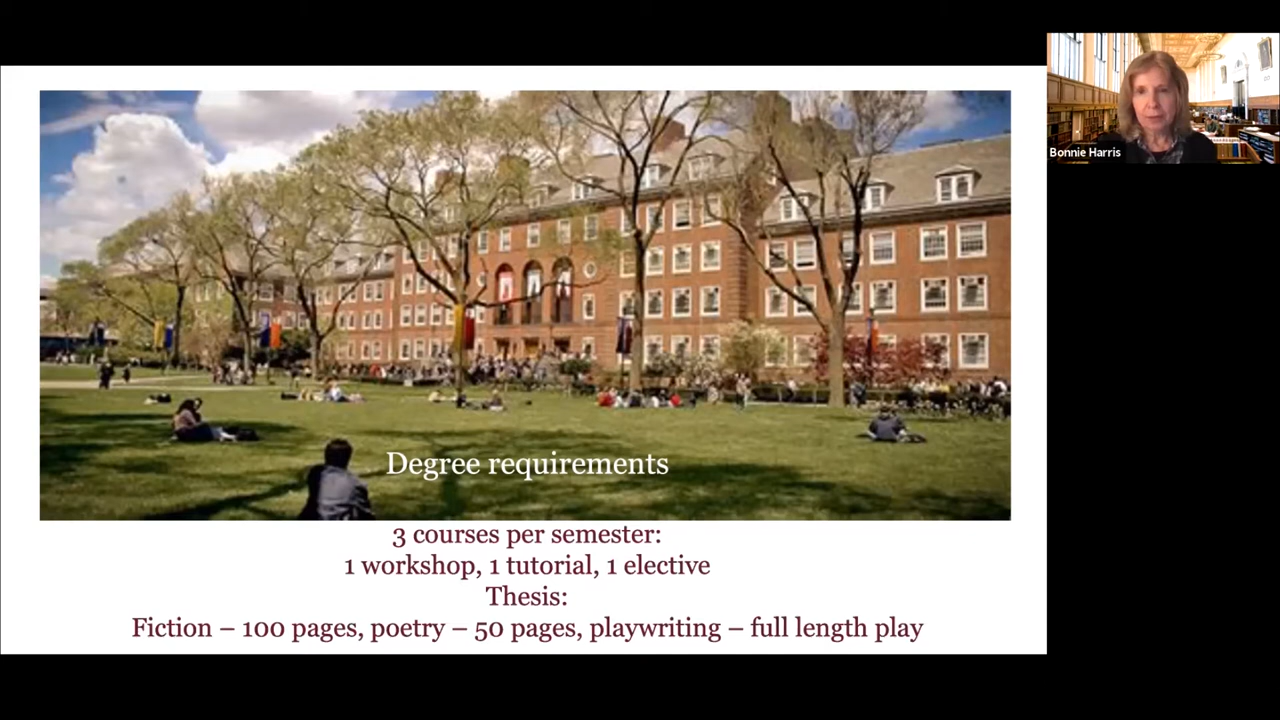 Bonnie Harris
Degree requirements
3 courses per semester:
1 workshop, 1 tutorial, 1 elective
Thesis:
Fiction – 100 pages, poetry – 50 pages, playwriting – full length play